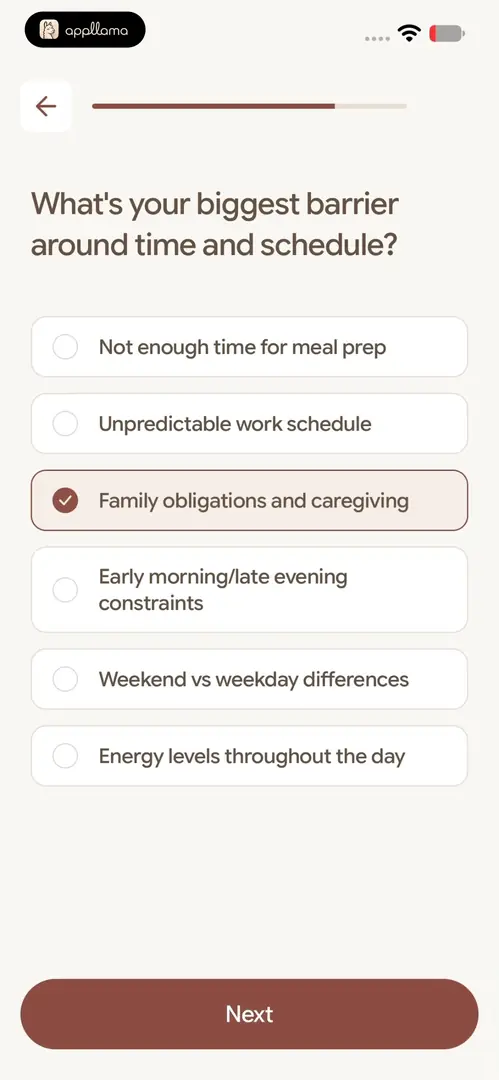 appllama
What's your biggest barrier
around time and schedule?
Not enough time for meal prep
Unpredictable work schedule
Family obligations and caregiving
Early morning/late evening
constraints
Weekend vs weekday differences
Energy levels throughout the day
Next